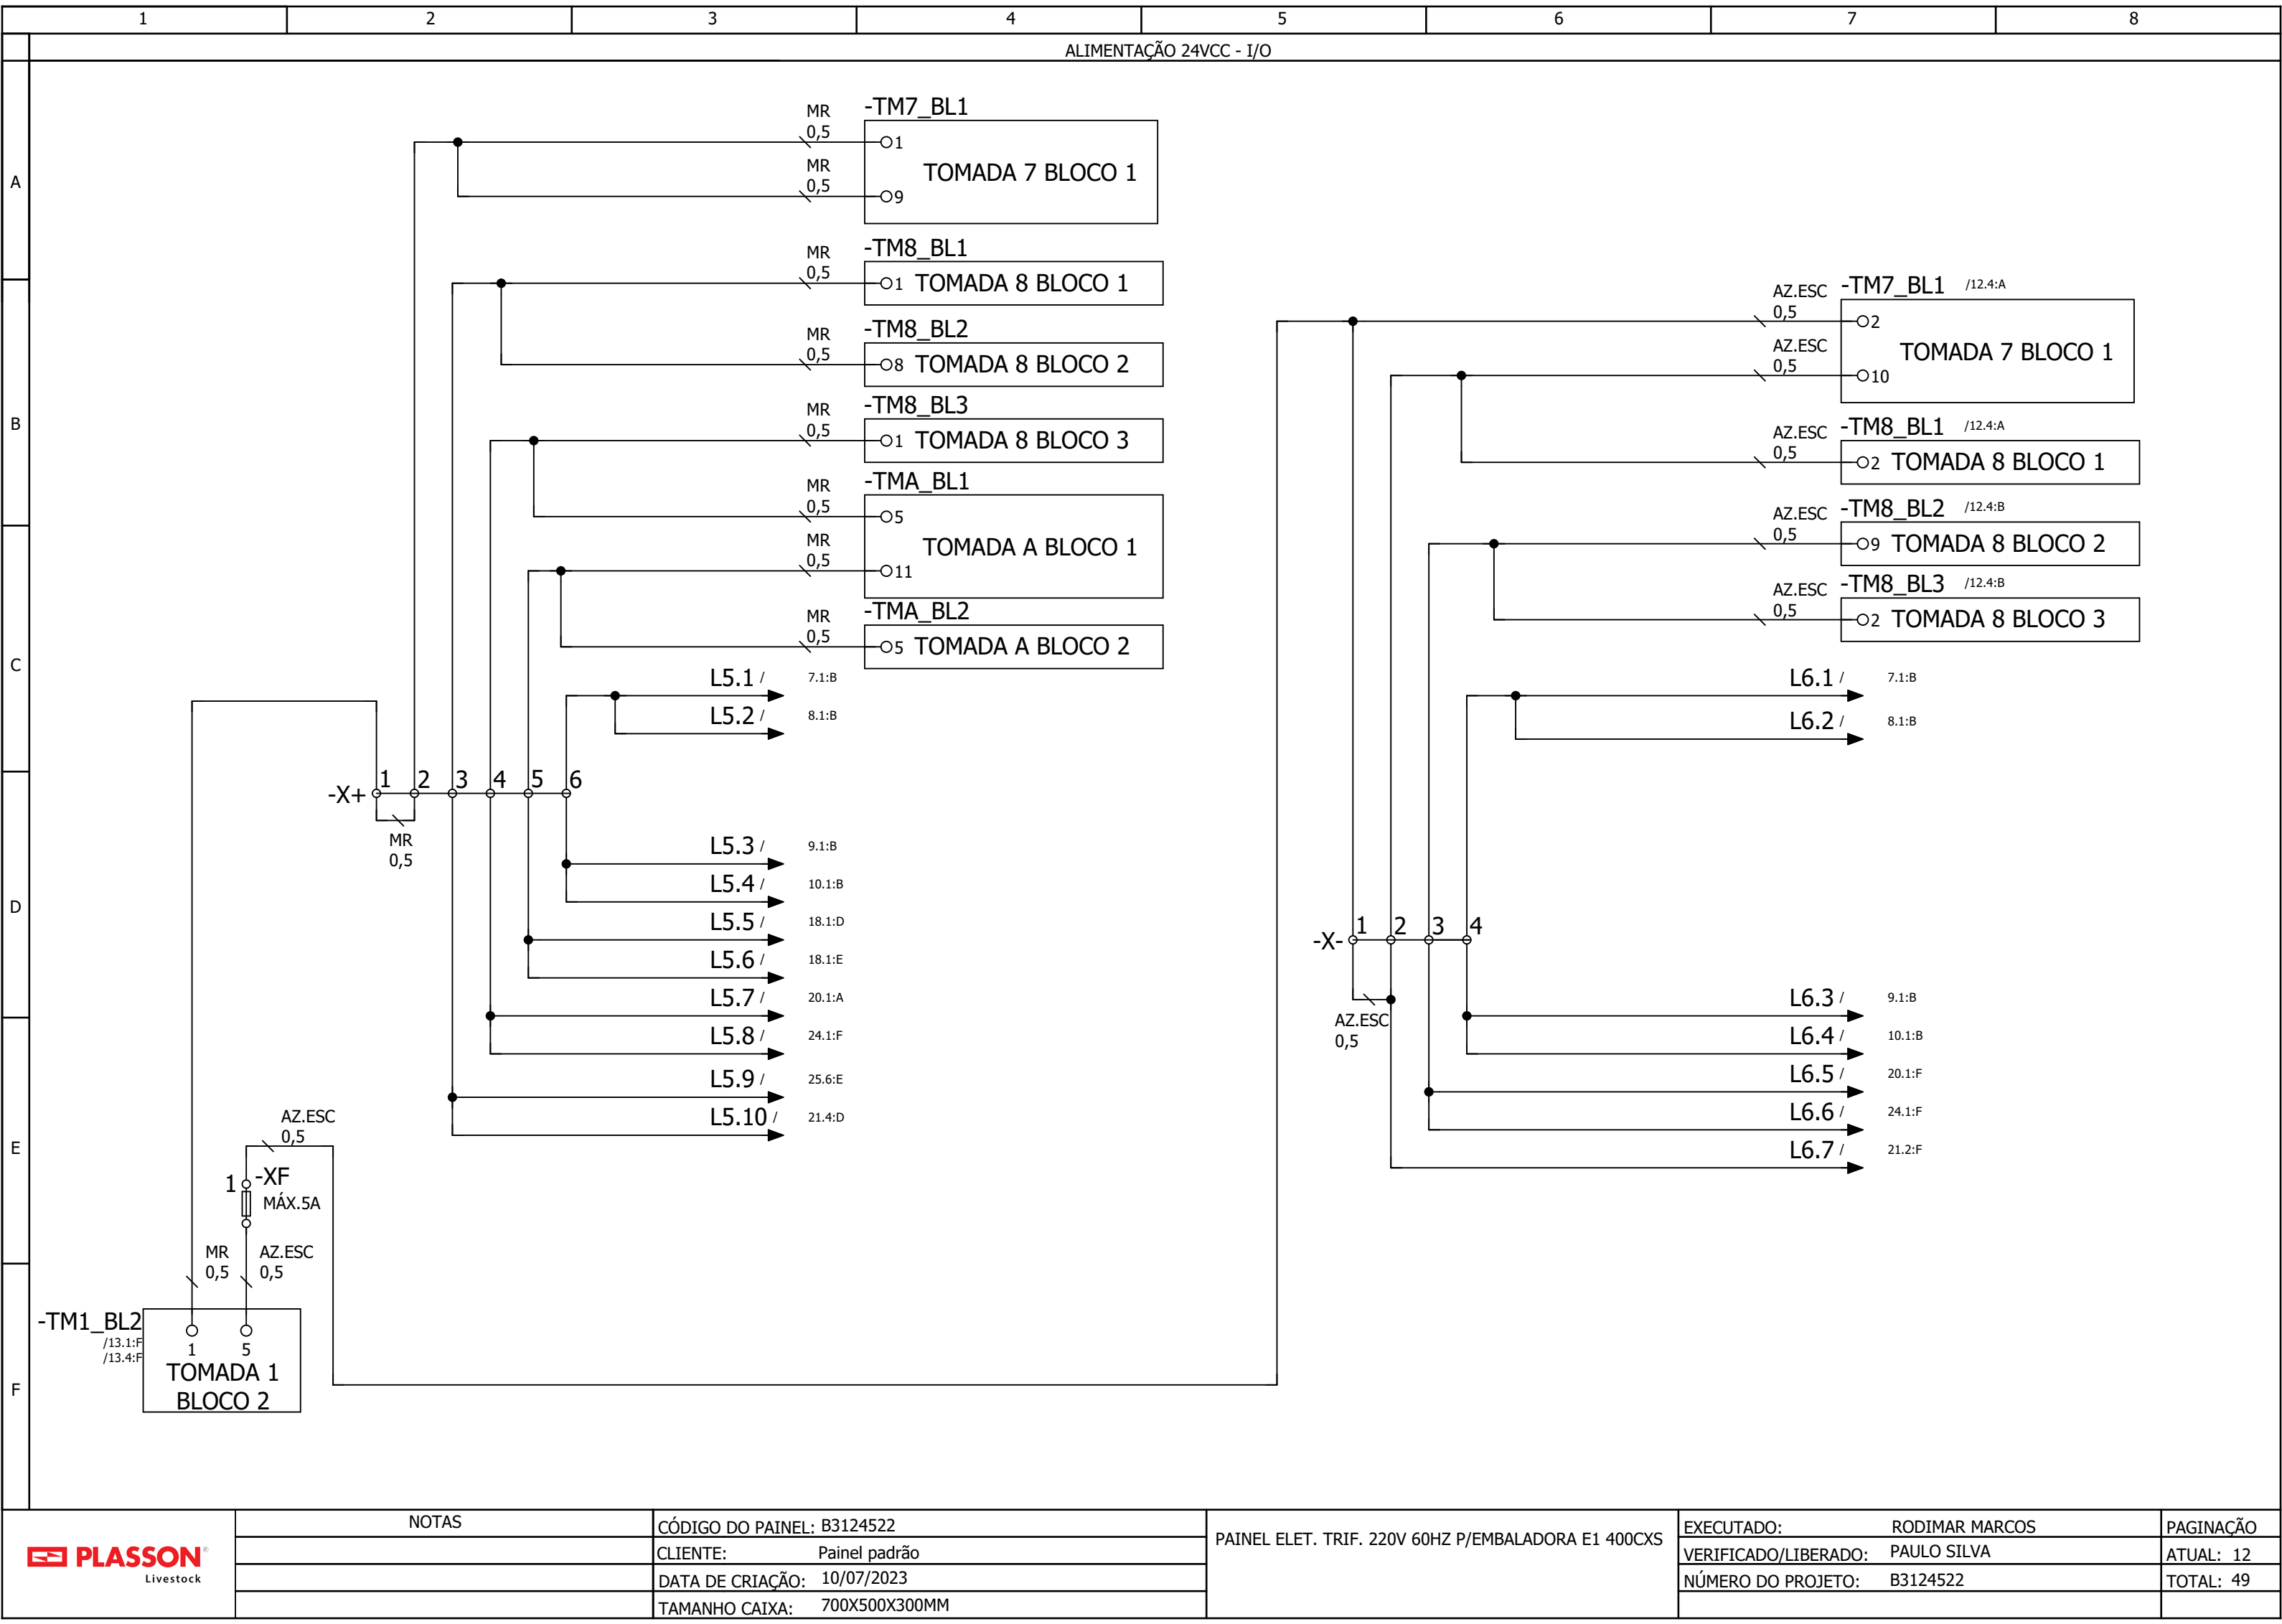 1 2 3 4 5 6 7 8
ALIMENTAÇÃO 24VCC - I/O
A
B
C
D
E
F
-TM7_BL1
MR
0,5
1
MR
0,5
9
TOMADA 7 BLOCO 1
-TM8_BL1
MR
0,5
1 TOMADA 8 BLOCO 1
-TM8_BL2
MR
0,5
8 TOMADA 8 BLOCO 2
-TM8_BL3
MR
0,5
1 TOMADA 8 BLOCO 3
-TMA_BL1
MR
0,5
5
MR
0,5
11
TOMADA A BLOCO 1
-TMA_BL2
MR
0,5
5 TOMADA A BLOCO 2
L5.1 / 7.1:B
L5.2 / 8.1:B
-X+ 1 2 3 4 5 6
MR
0,5
L5.3 / 9.1:B
L5.4 / 10.1:B
L5.5 / 18.1:D
L5.6 / 18.1:E
L5.7 / 20.1:A
L5.8 / 24.1:F
L5.9 / 25.6:E
L5.10 / 21.4:D
AZ.ESC
0,5
1 -XF
MÁX.5A
MR
0,5
AZ.ESC
0,5
-TM1_BL2
/13.1:F
/13.4:F
1 5
TOMADA 1
BLOCO 2
-TM7_BL1 /12.4:A
AZ.ESC
0,5
2
AZ.ESC
0,5
10
TOMADA 7 BLOCO 1
-TM8_BL1 /12.4:A
AZ.ESC
0,5
2 TOMADA 8 BLOCO 1
-TM8_BL2 /12.4:B
AZ.ESC
0,5
9 TOMADA 8 BLOCO 2
-TM8_BL3 /12.4:B
AZ.ESC
0,5
2 TOMADA 8 BLOCO 3
L6.1 / 7.1:B
L6.2 / 8.1:B
-X- 1 2 3 4
AZ.ESC
0,5
L6.3 / 9.1:B
L6.4 / 10.1:B
L6.5 / 20.1:F
L6.6 / 24.1:F
L6.7 / 21.2:F
PLASSON®
Livestock
NOTAS
CÓDIGO DO PAINEL: B3124522
CLIENTE: Painel padrão
DATA DE CRIAÇÃO: 10/07/2023
TAMANHO CAIXA: 700X500X300MM
PAINEL ELET. TRIF. 220V 60HZ P/EMBALADORA E1 400CXS
EXECUTADO: RODIMAR MARCOS
VERIFICADO/LIBERADO: PAULO SILVA
NÚMERO DO PROJETO: B3124522
PAGINAÇÃO
ATUAL: 12
TOTAL: 49